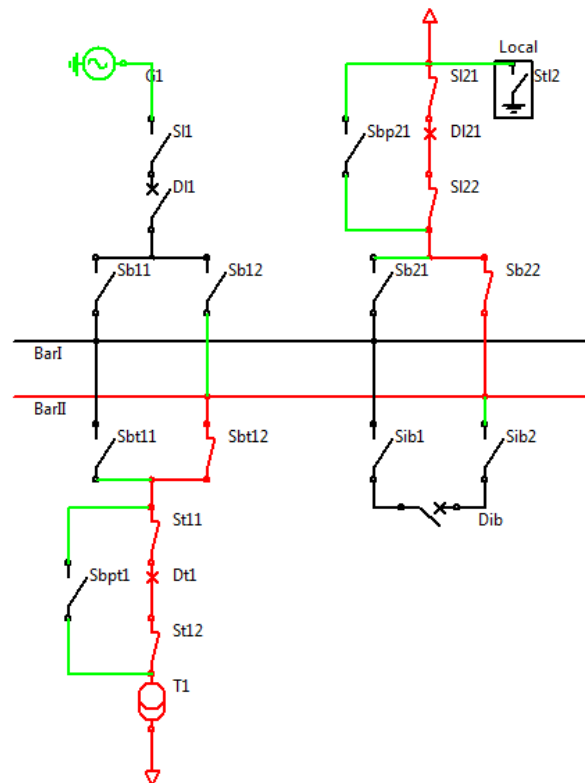 Local
G1
Sl21
Stl2
Sl1
Sbp21
Dl21
Dl1
Sl22
Sb11
Sb12
Sb21
Sb22
BarI
BarII
Sbt11
Sbt12
Sib1
Sib2
St11
Dib
Sbpt1
Dt1
St12
T1